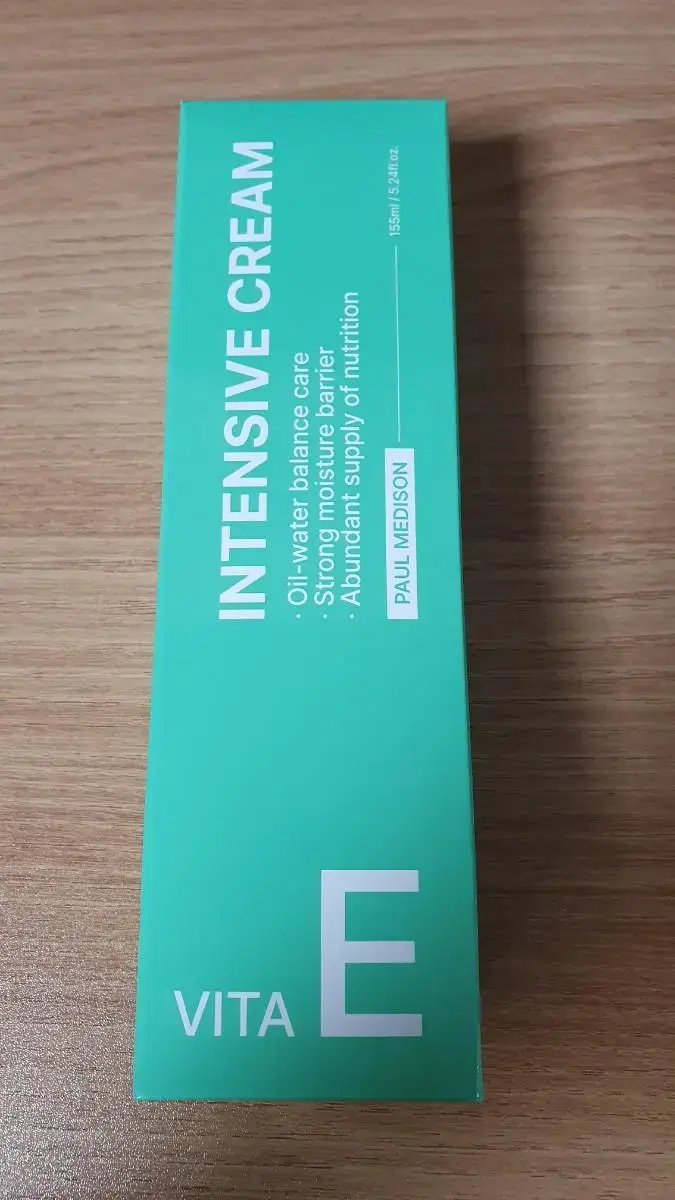 INTENSIVE CREAM
· Oil-water balance care
· Strong moisture barrier
· Abundant supply of nutrition
PAUL MEDISON
155ml / 5.24fl.oz.
VITA E